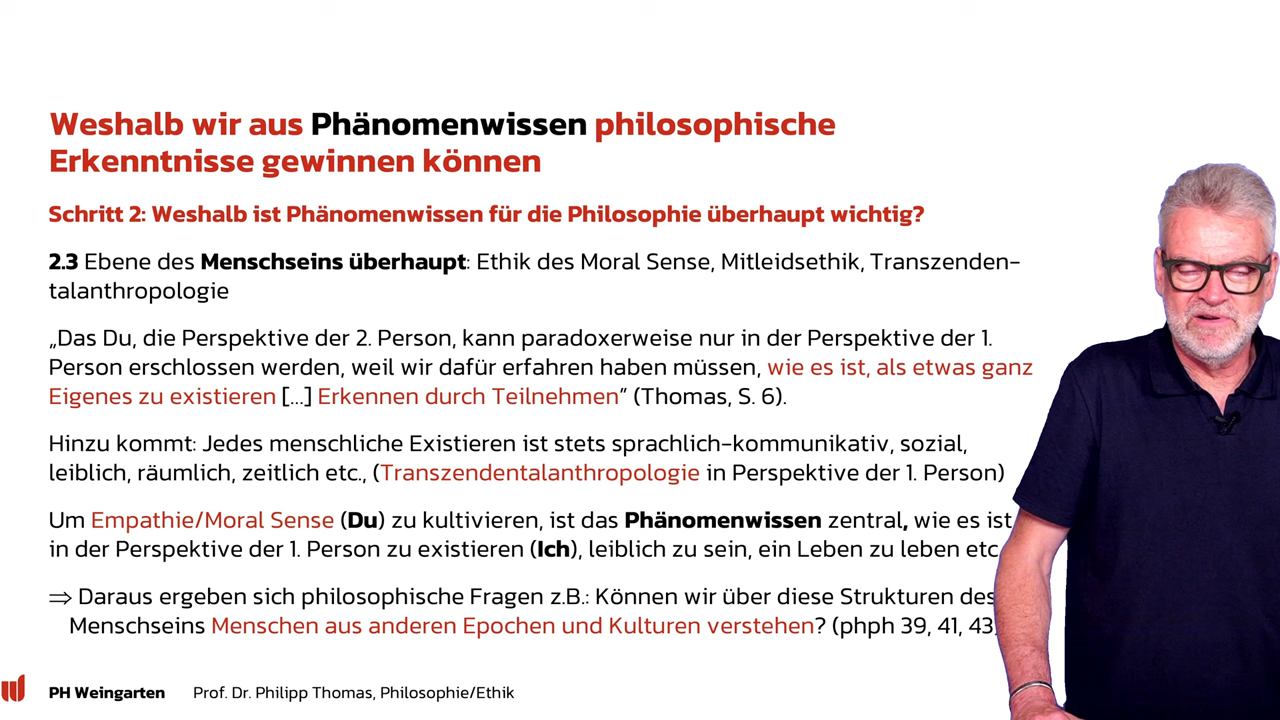 Weshalb wir aus Phänomenwissen philosophische
Erkenntnisse gewinnen können
Schritt 2: Weshalb ist Phänomenwissen für die Philosophie überhaupt wichtig?
2.3 Ebene des Menschseins überhaupt: Ethik des Moral Sense, Mitleidsethik, Transzenden-
talanthropologie
„Das Du, die Perspektive der 2. Person, kann paradoxerweise nur in der Perspektive der 1.
Person erschlossen werden, weil wir dafür erfahren haben müssen, wie es ist, als etwas ganz
Eigenes zu existieren [...] Erkennen durch Teilnehmen" (Thomas, S. 6).
Hinzu kommt: Jedes menschliche Existieren ist stets sprachlich-kommunikativ, sozial,
leiblich, räumlich, zeitlich etc., (Transzendentalanthropologie in Perspektive der 1. Person)
Um Empathie/Moral Sense (Du) zu kultivieren, ist das Phänomenwissen zentral, wie es ist
in der Perspektive der 1. Person zu existieren (Ich), leiblich zu sein, ein Leben zu leben etc
⇒ Daraus ergeben sich philosophische Fragen z.B.: Können wir über diese Strukturen des
Menschseins Menschen aus anderen Epochen und Kulturen verstehen? (phph 39, 41, 43
PH Weingarten Prof. Dr. Philipp Thomas, Philosophie/Ethik